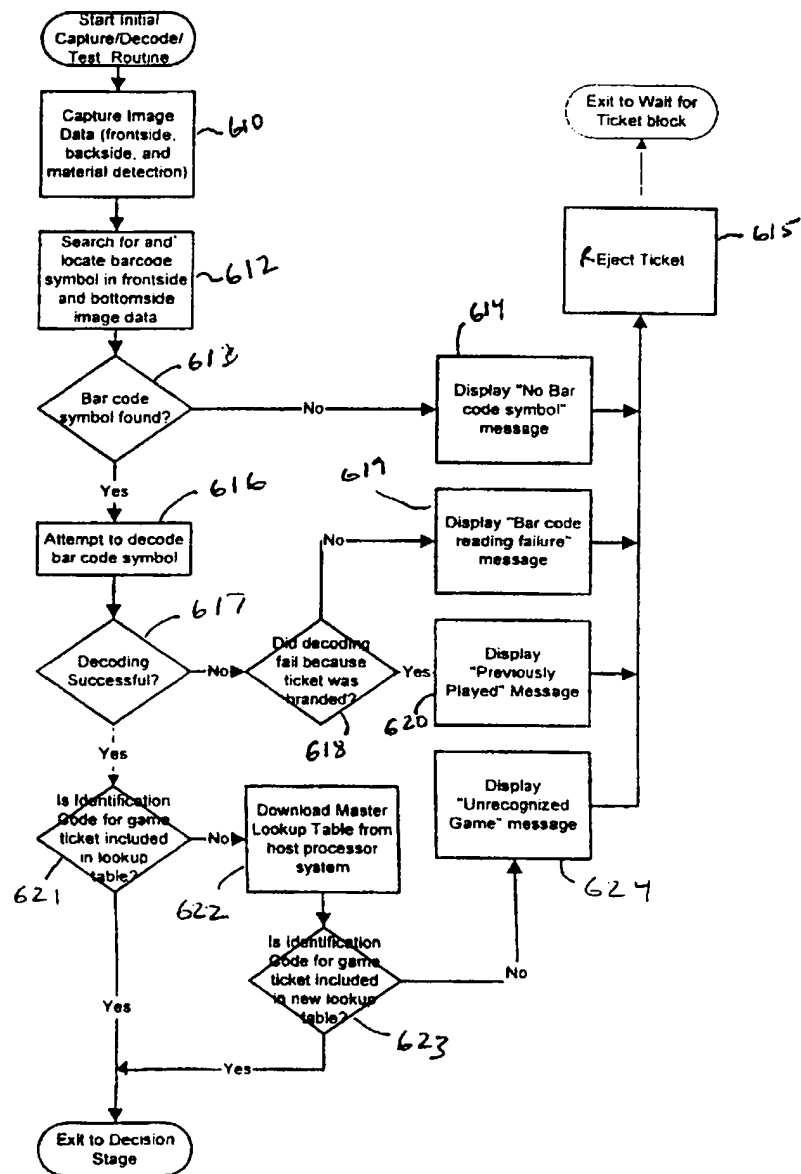 Start Initial
Capture/Decode/
Test Routine
Capture Image
Data (frontside,
backside, and
material detection)
610
Search for and'
locate barcode
symbol in frontside
and bottomside
image data
612
Bar code
symbol found?
613
No
Display "No Bar
code symbol"
message
614
Yes
Attempt to decode
bar code symbol
616
Decoding
Successful?
617
No
Did decoding
fail because
ticket was
branded?
618
No
Display "Bar code
reading failure"
message
619
Yes
Display
"Previously
Played" Message
620
Yes
Is Identification
Code for game
ticket included
in lookup
table?
621
No
Download Master
Lookup Table from
host processor
system
622
Is Identification
Code for game
ticket included
in new lookup
table?
623
No
Display
"Unrecognized
Game" message
624
Yes
Yes
Exit to Decision
Stage
REject Ticket
615
Exit to Wait for
Ticket block